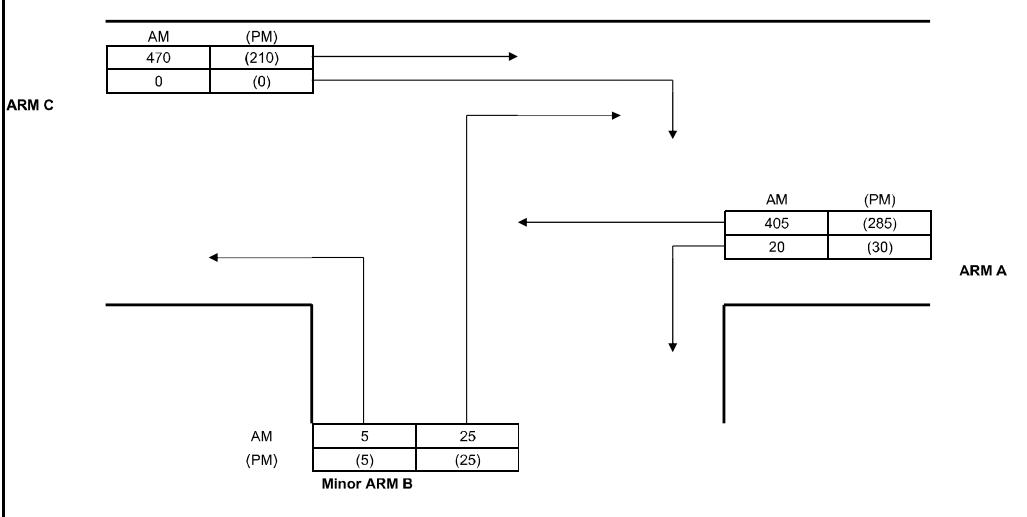 AM (PM)
470 (210)
0 (0)
ARM C
AM (PM)
405 (285)
20 (30)
ARM A
AM 5 25
(PM) (5) (25)
Minor ARM B